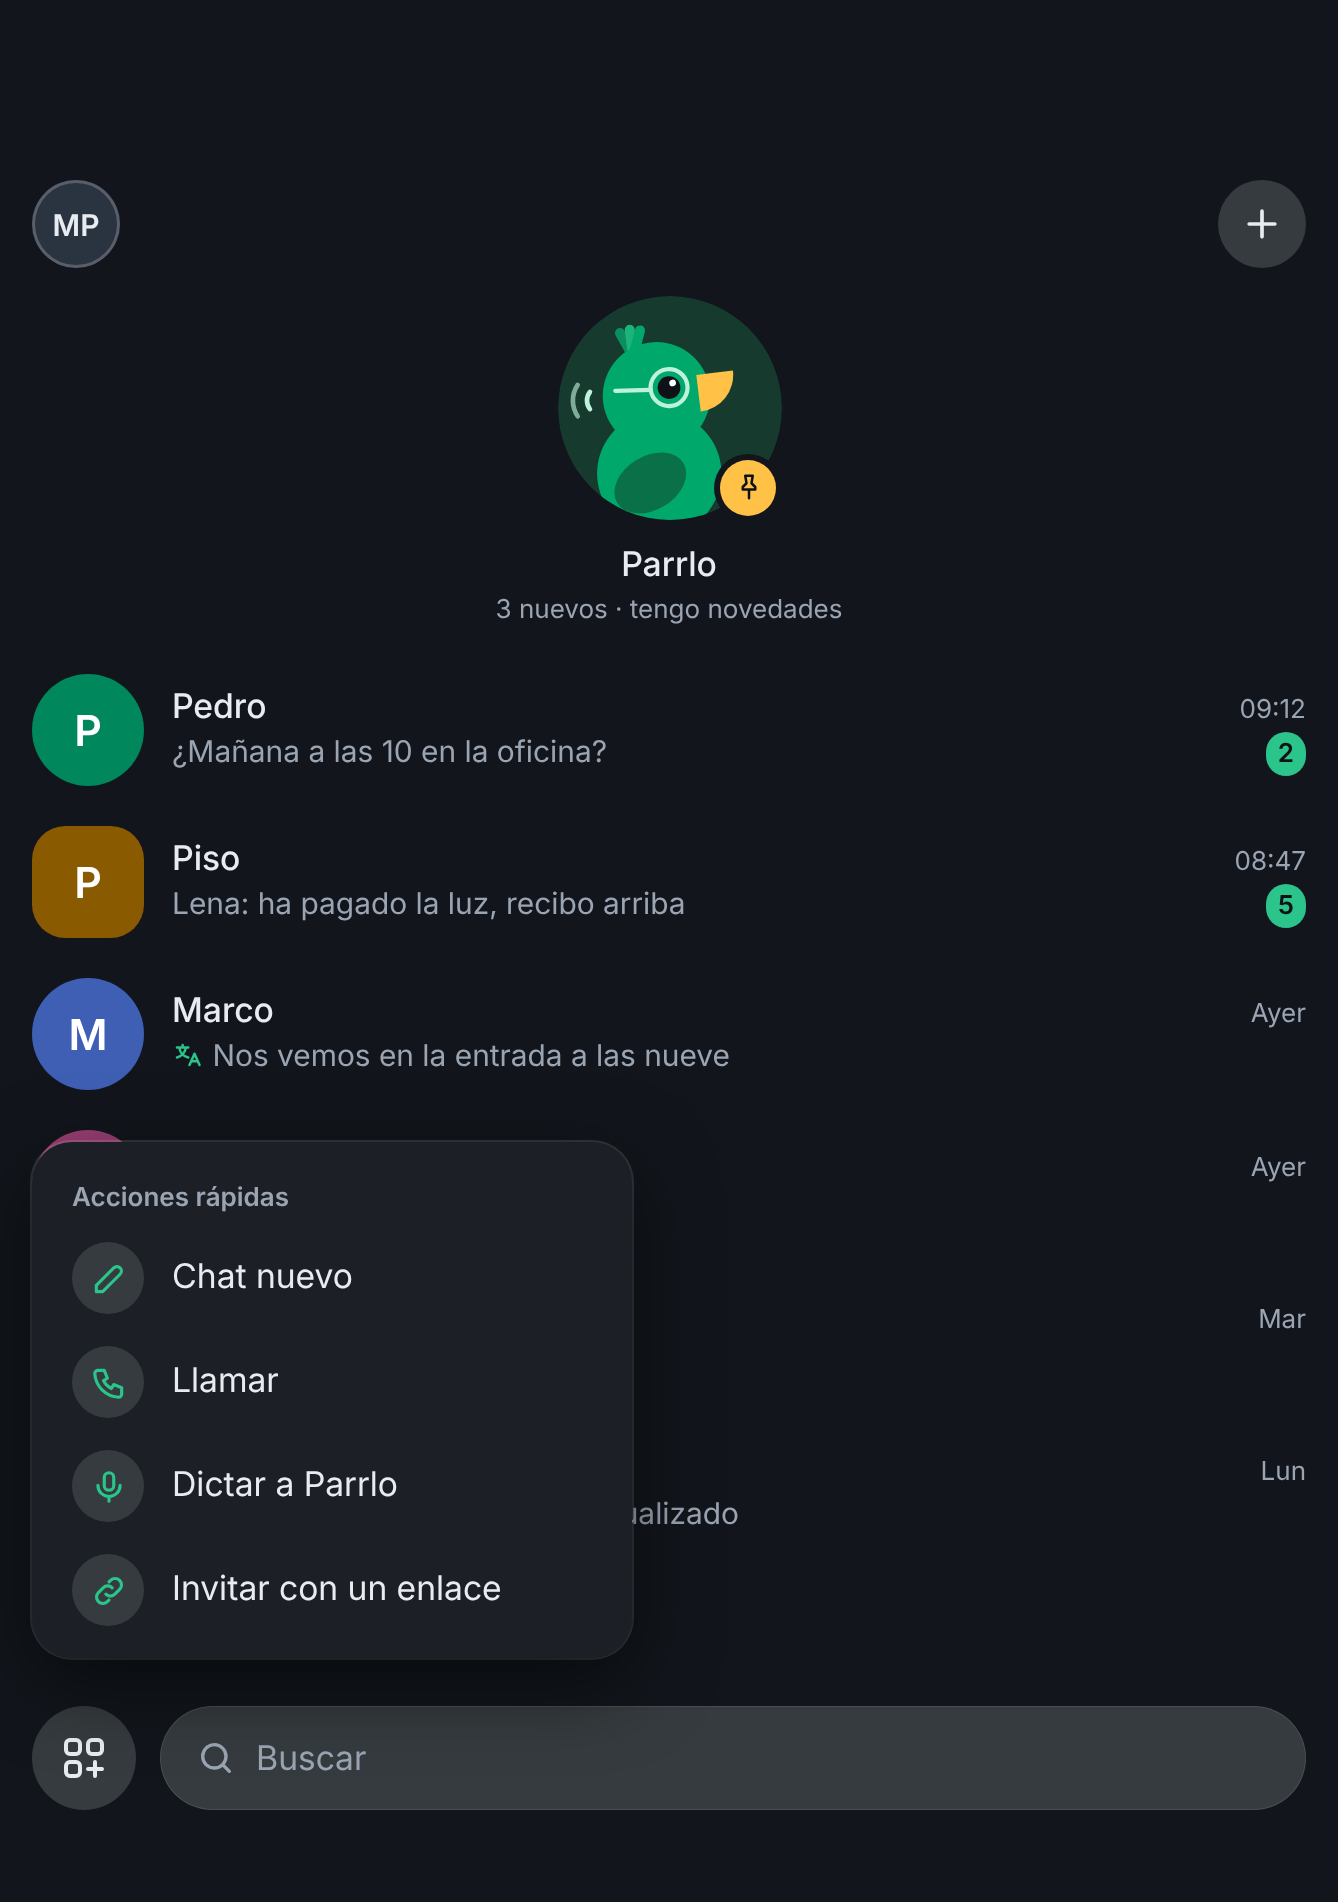 MP
Parrlo
3 nuevos · tengo novedades
P
Pedro
09:12
¿Mañana a las 10 en la oficina?
2
P
Piso
08:47
Lena: ha pagado la luz, recibo arriba
5
M
Marco
Ayer
Nos vemos en la entrada a las nueve
Ayer
Acciones rápidas
Chat nuevo
Mar
Llamar
Lun
Dictar a Parrlo
Invitar con un enlace
Buscar